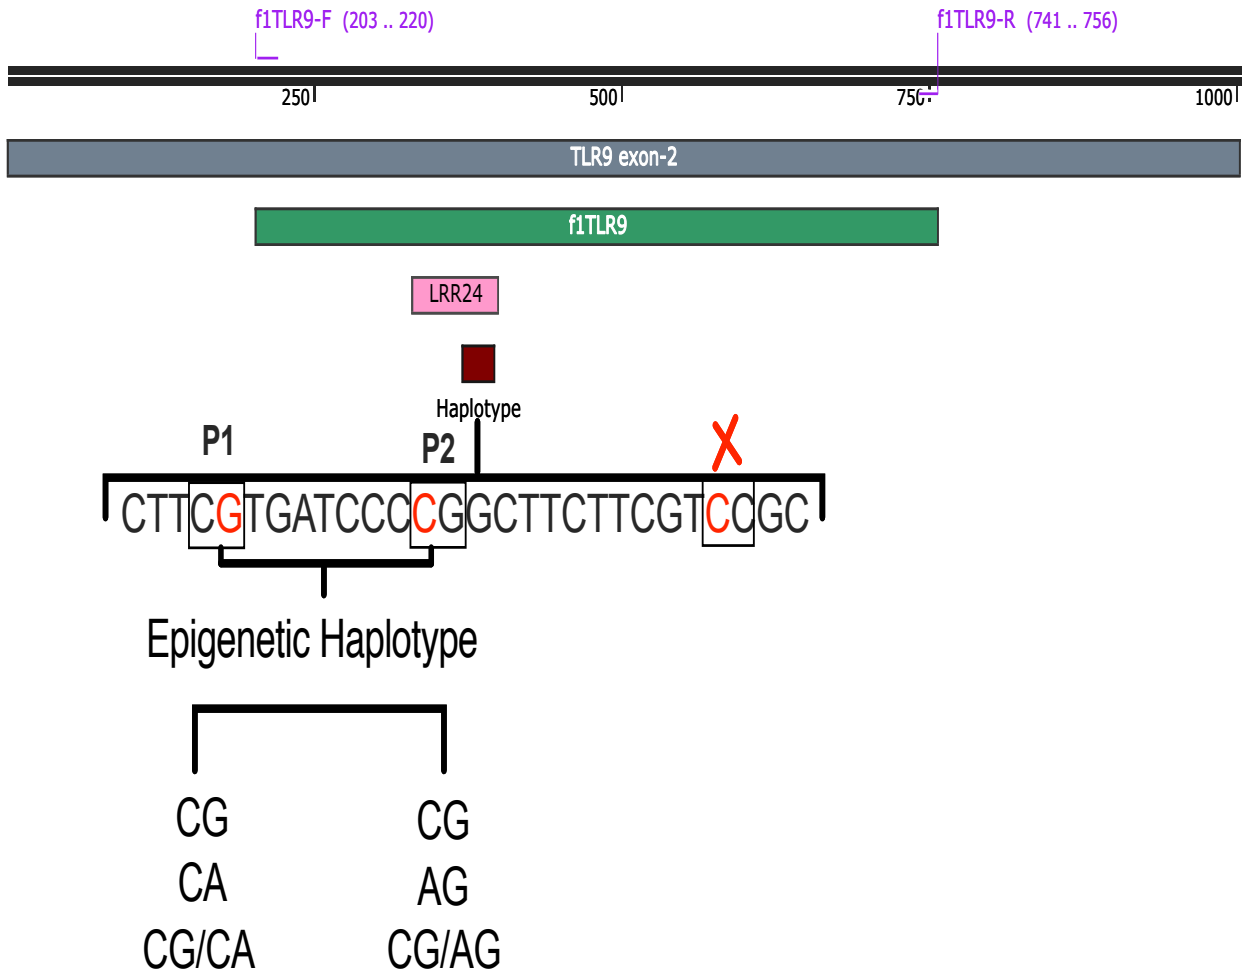 f1TLR9-F (203 .. 220) f1TLR9-R (741 .. 756)
250 500 750 1000
TLR9 exon-2
f1TLR9
LRR24
Haplotype
P1 P2 X
CTTCGTGATCCCCGGCTTCTTCGTCCGC
Epigenetic Haplotype
CG CG
CA AG
CG/CA CG/AG